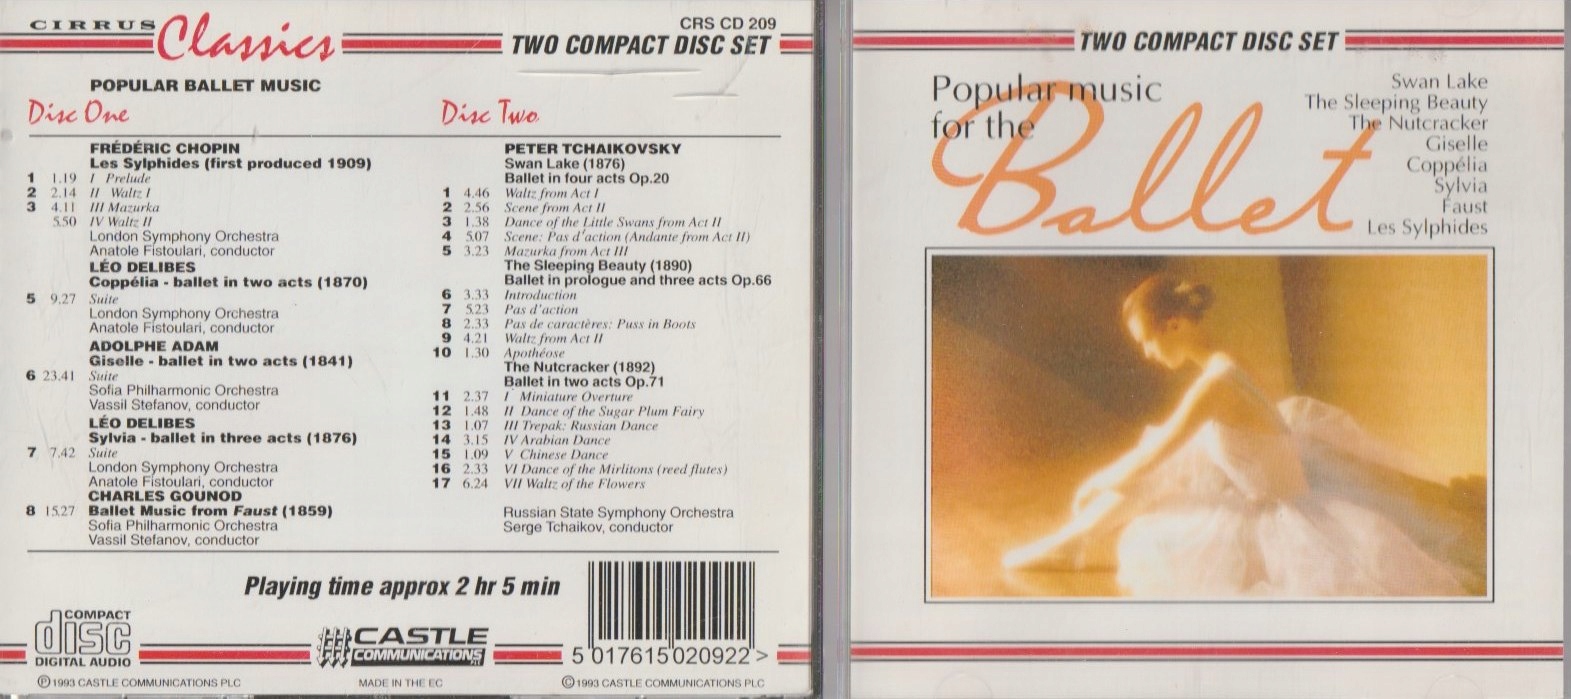 CIRRUS Classics
CRS CD 209
TWO COMPACT DISC SET
POPULAR BALLET MUSIC
Disc One
FRÉDÉRIC CHOPIN
Les Sylphides (first produced 1909)
1 1.19 I Prelude
2 2.14 II Waltz I
3 4.11 III Mazurka
5.50 IV Waltz II
London Symphony Orchestra
Anatole Fistoulari, conductor
LÉO DELIBES
Coppélia - ballet in two acts (1870)
5 9.27 Suite
London Symphony Orchestra
Anatole Fistoulari, conductor
ADOLPHE ADAM
Giselle - ballet in two acts (1841)
6 23.41 Suite
Sofia Philharmonic Orchestra
Vassil Stefanov, conductor
LÉO DELIBES
Sylvia - ballet in three acts (1876)
7 7.42 Suite
London Symphony Orchestra
Anatole Fistoulari, conductor
CHARLES GOUNOD
8 15.27 Ballet Music from Faust (1859)
Sofia Philharmonic Orchestra
Vassil Stefanov, conductor
Disc Two
PETER TCHAIKOVSKY
Swan Lake (1876)
Ballet in four acts Op.20
1 4.46 Waltz from Act I
2 2.56 Scene from Act II
3 1.38 Dance of the Little Swans from Act II
4 5.07 Scene: Pas d'action (Andante from Act II)
5 3.23 Mazurka from Act III
The Sleeping Beauty (1890)
Ballet in prologue and three acts Op.66
6 3.33 Introduction
7 5.23 Pas d'action
8 2.33 Pas de caractères: Puss in Boots
9 4.21 Waltz from Act II
10 1.30 Apothéose
The Nutcracker (1892)
Ballet in two acts Op.71
11 2.37 I Miniature Overture
12 1.48 II Dance of the Sugar Plum Fairy
13 1.07 III Trepak: Russian Dance
14 3.15 IV Arabian Dance
15 1.09 V Chinese Dance
16 2.33 VI Dance of the Mirlitons (reed flutes)
17 6.24 VII Waltz of the Flowers
Russian State Symphony Orchestra
Serge Tchaikov, conductor
Playing time approx 2 hr 5 min
COMPACT
disc
DIGITAL AUDIO
CASTLE
COMMUNICATIONS PLC
5 017615 020922 >
℗1993 CASTLE COMMUNICATIONS PLC
MADE IN THE EC
©1993 CASTLE COMMUNICATIONS PLC
TWO COMPACT DISC SET
Popular music
for the
Ballet
Swan Lake
The Sleeping Beauty
The Nutcracker
Giselle
Coppélia
Sylvia
Faust
Les Sylphides